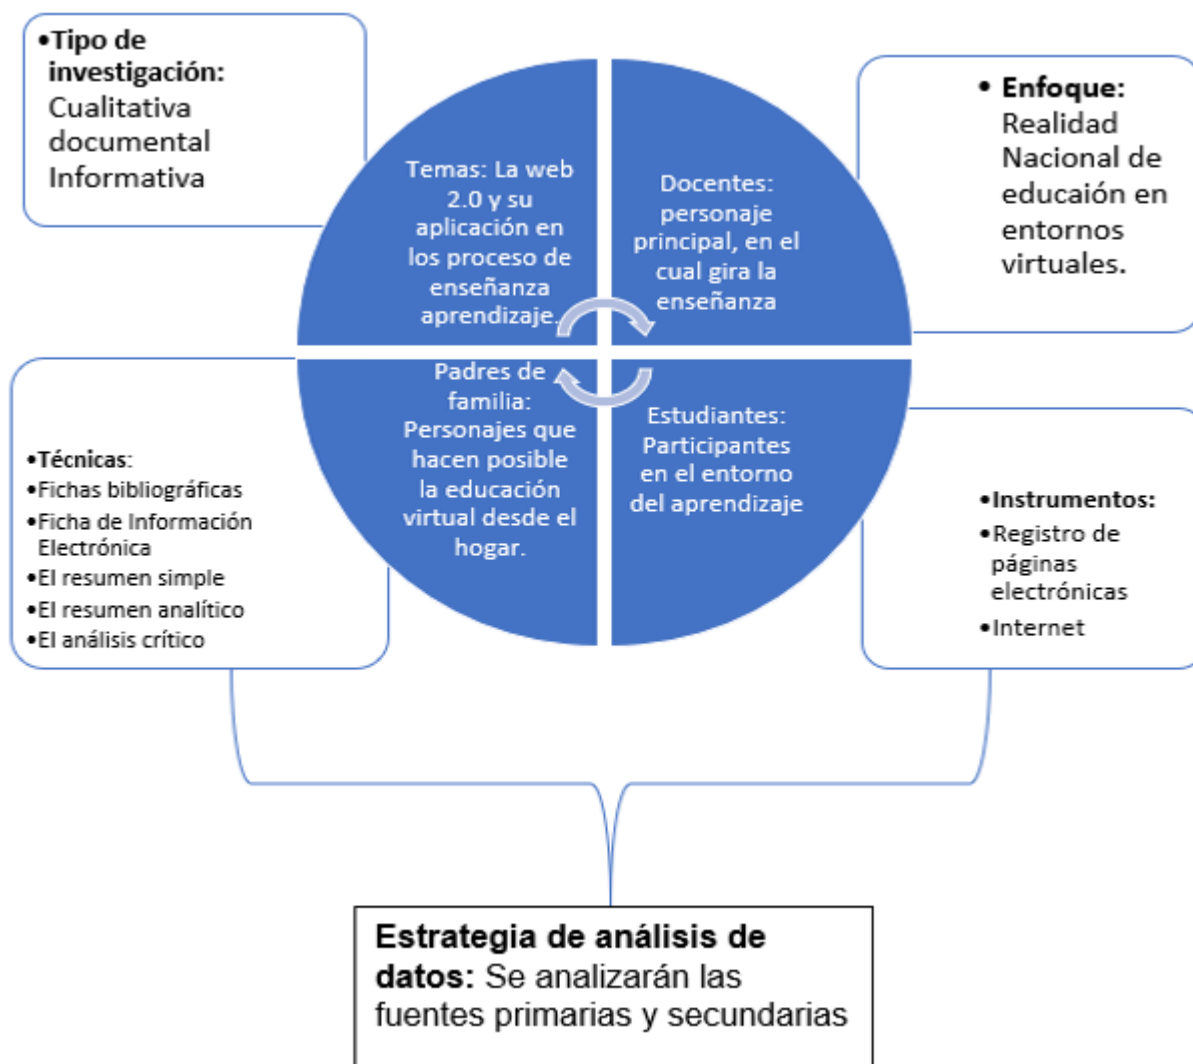 •Tipo de
investigación:
Cualitativa
documental
Informativa
Temas: La web
2.0 y su
aplicación en
los proceso de
enseñanza
aprendizaje.
Docentes:
personaje
principal, en el
cual gira la
enseñanza
• Enfoque:
Realidad
Nacional de
educaión en
entornos
virtuales.
•Técnicas:
•Fichas bibliográficas
•Ficha de Información
Electrónica
•El resumen simple
•El resumen analítico
•El análisis crítico
Padres de
familia:
Personajes que
hacen posible
la educación
virtual desde el
hogar.
Estudiantes:
Participantes
en el entorno
del aprendizaje
•Instrumentos:
•Registro de
páginas
electrónicas
•Internet
Estrategia de análisis de
datos: Se analizarán las
fuentes primarias y secundarias